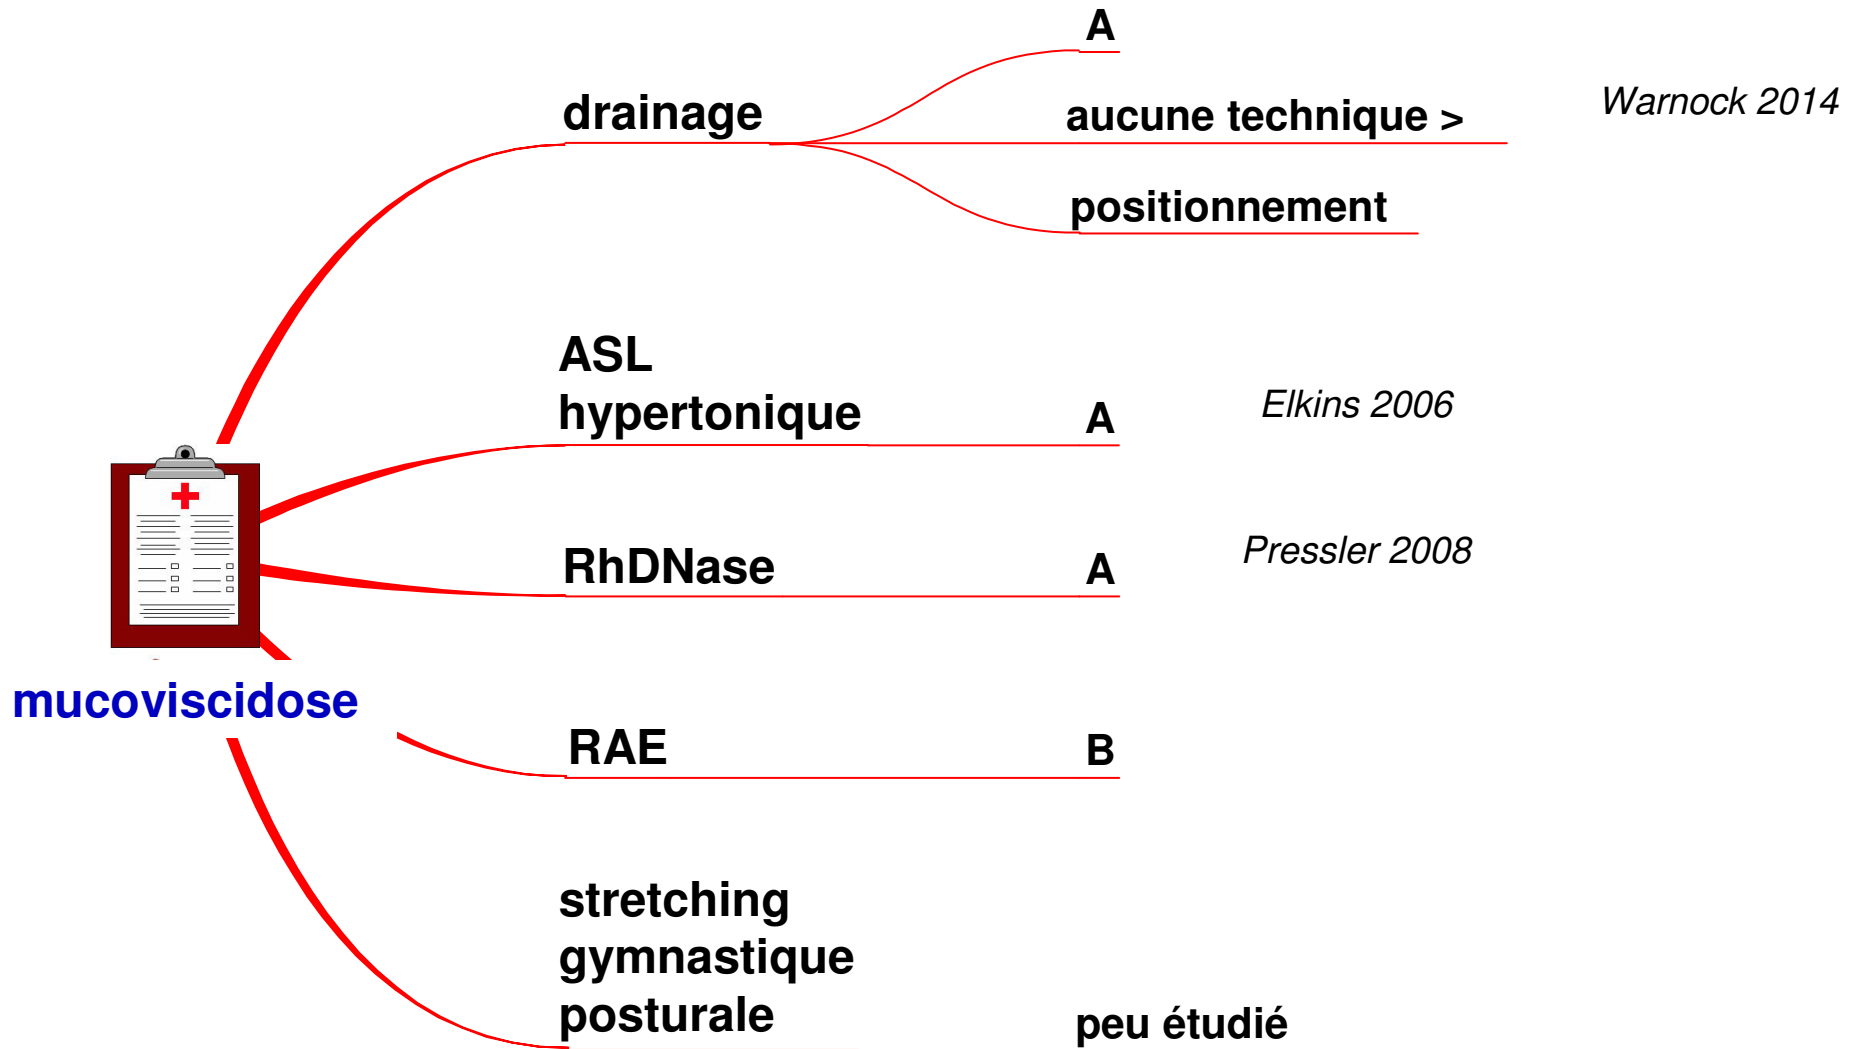 A
drainage
aucune technique >
Warnock 2014
positionnement
ASL
hypertonique
A
Elkins 2006
RhDNase
A
Pressler 2008
mucoviscidose
RAE
B
stretching
gymnastique
posturale
peu étudié